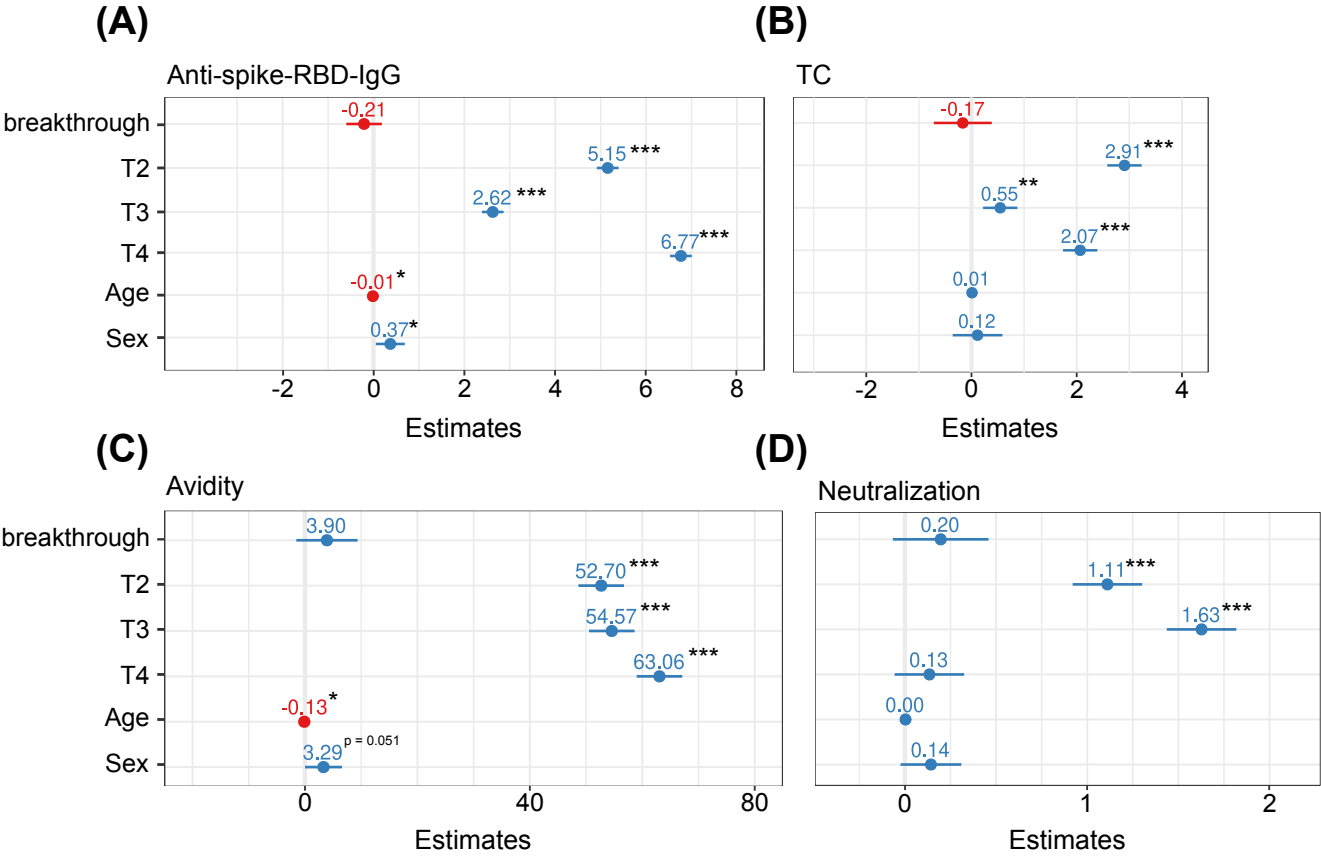 (A)
Anti-spike-RBD-IgG
breakthrough
-0.21
T2
5.15 ***
T3
2.62 ***
T4
6.77 ***
Age
-0.01 *
Sex
0.37 *
-2 0 2 4 6 8
Estimates
(B)
TC
-0.17
2.91 ***
0.55 **
2.07 ***
0.01
0.12
-2 0 2 4
Estimates
(C)
Avidity
breakthrough
3.90
T2
52.70 ***
T3
54.57 ***
T4
63.06 ***
Age
-0.13 *
Sex
3.29 p = 0.051
0 40 80
Estimates
(D)
Neutralization
0.20
1.11 ***
1.63 ***
0.13
0.00
0.14
0 1 2
Estimates